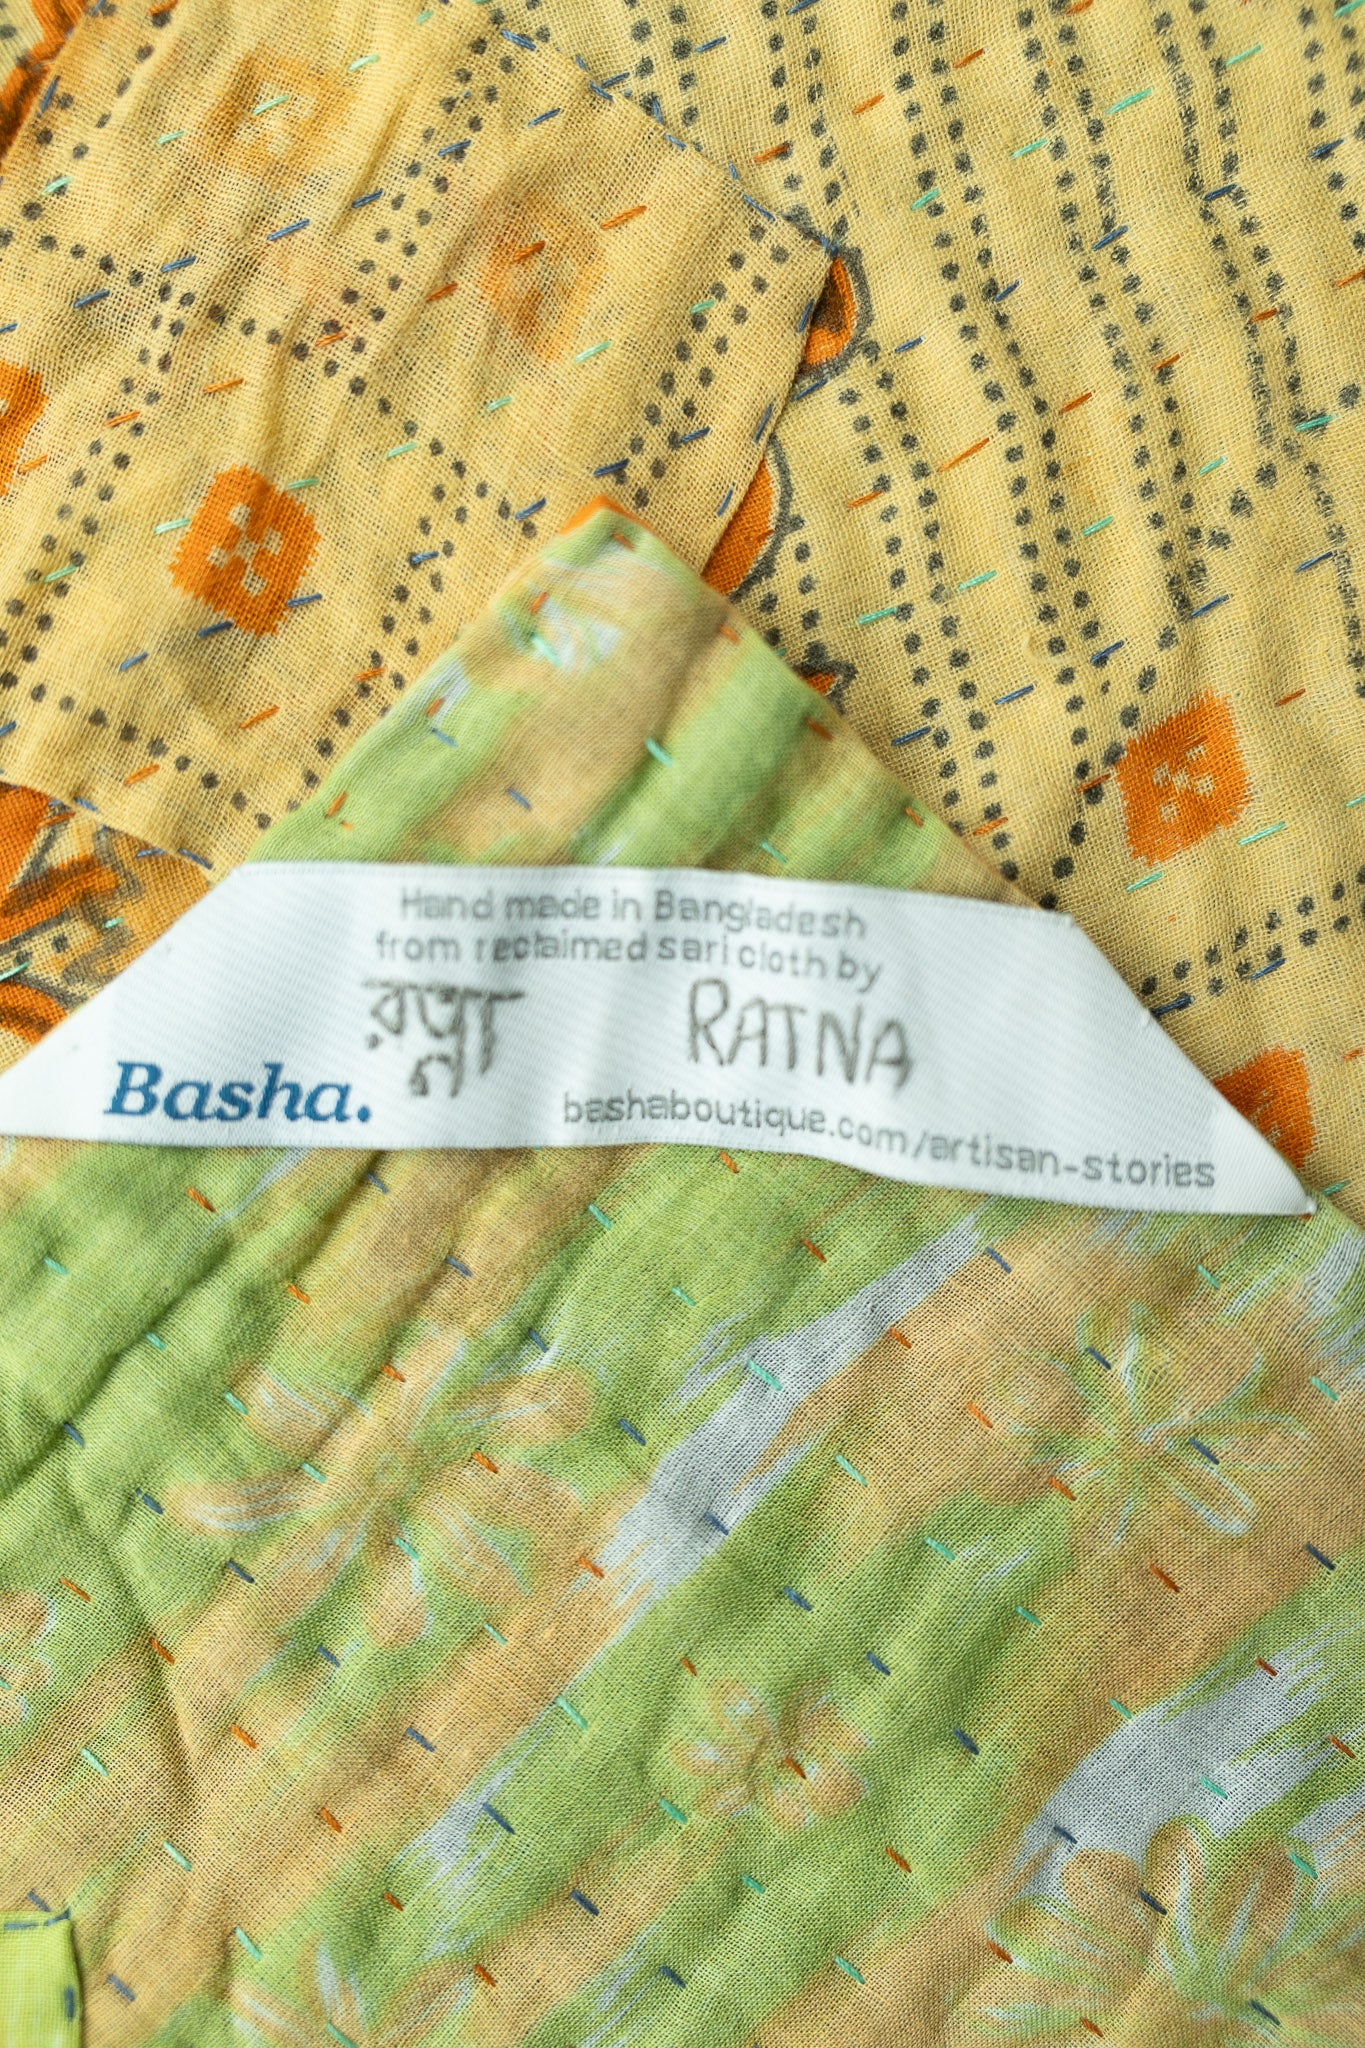 Hand made in Bangladesh
from reclaimed sari cloth by
রত্না RATNA
Basha.
bashaboutique.com/artisan-stories